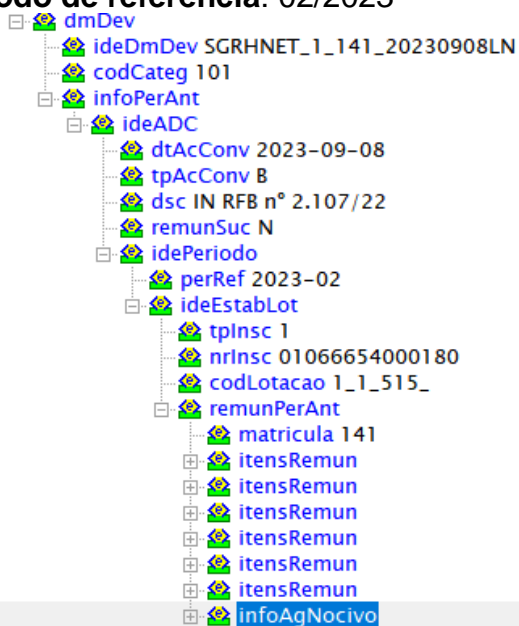 odo de referência: 02/2023
dmDev
ideDmDev SGRHNET_1_141_20230908LN
codCateg 101
infoPerAnt
ideADC
dtAcConv 2023-09-08
tpAcConv B
dsc IN RFB nº 2.107/22
remunSuc N
idePeriodo
perRef 2023-02
ideEstabLot
tpInsc 1
nrInsc 01066654000180
codLotacao 1_1_515_
remunPerAnt
matricula 141
itensRemun
itensRemun
itensRemun
itensRemun
itensRemun
itensRemun
infoAgNocivo